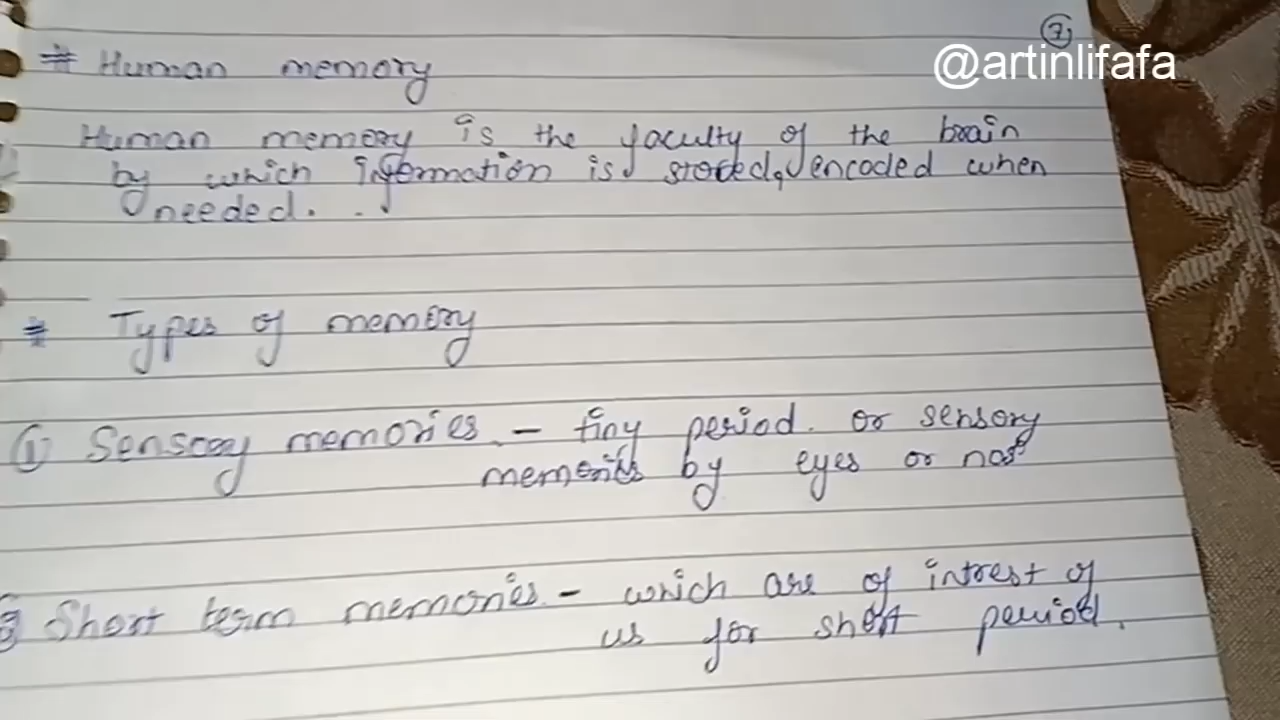 ⑦
@artinlifafa
# Human memory
Human memory is the faculty of the brain
by which information is stored, encoded when
needed.
# Types of memory
① Sensory memories - tiny period. or sensory
memories by eyes or nose
② Short term memories - which are of intrest of
us for short period.